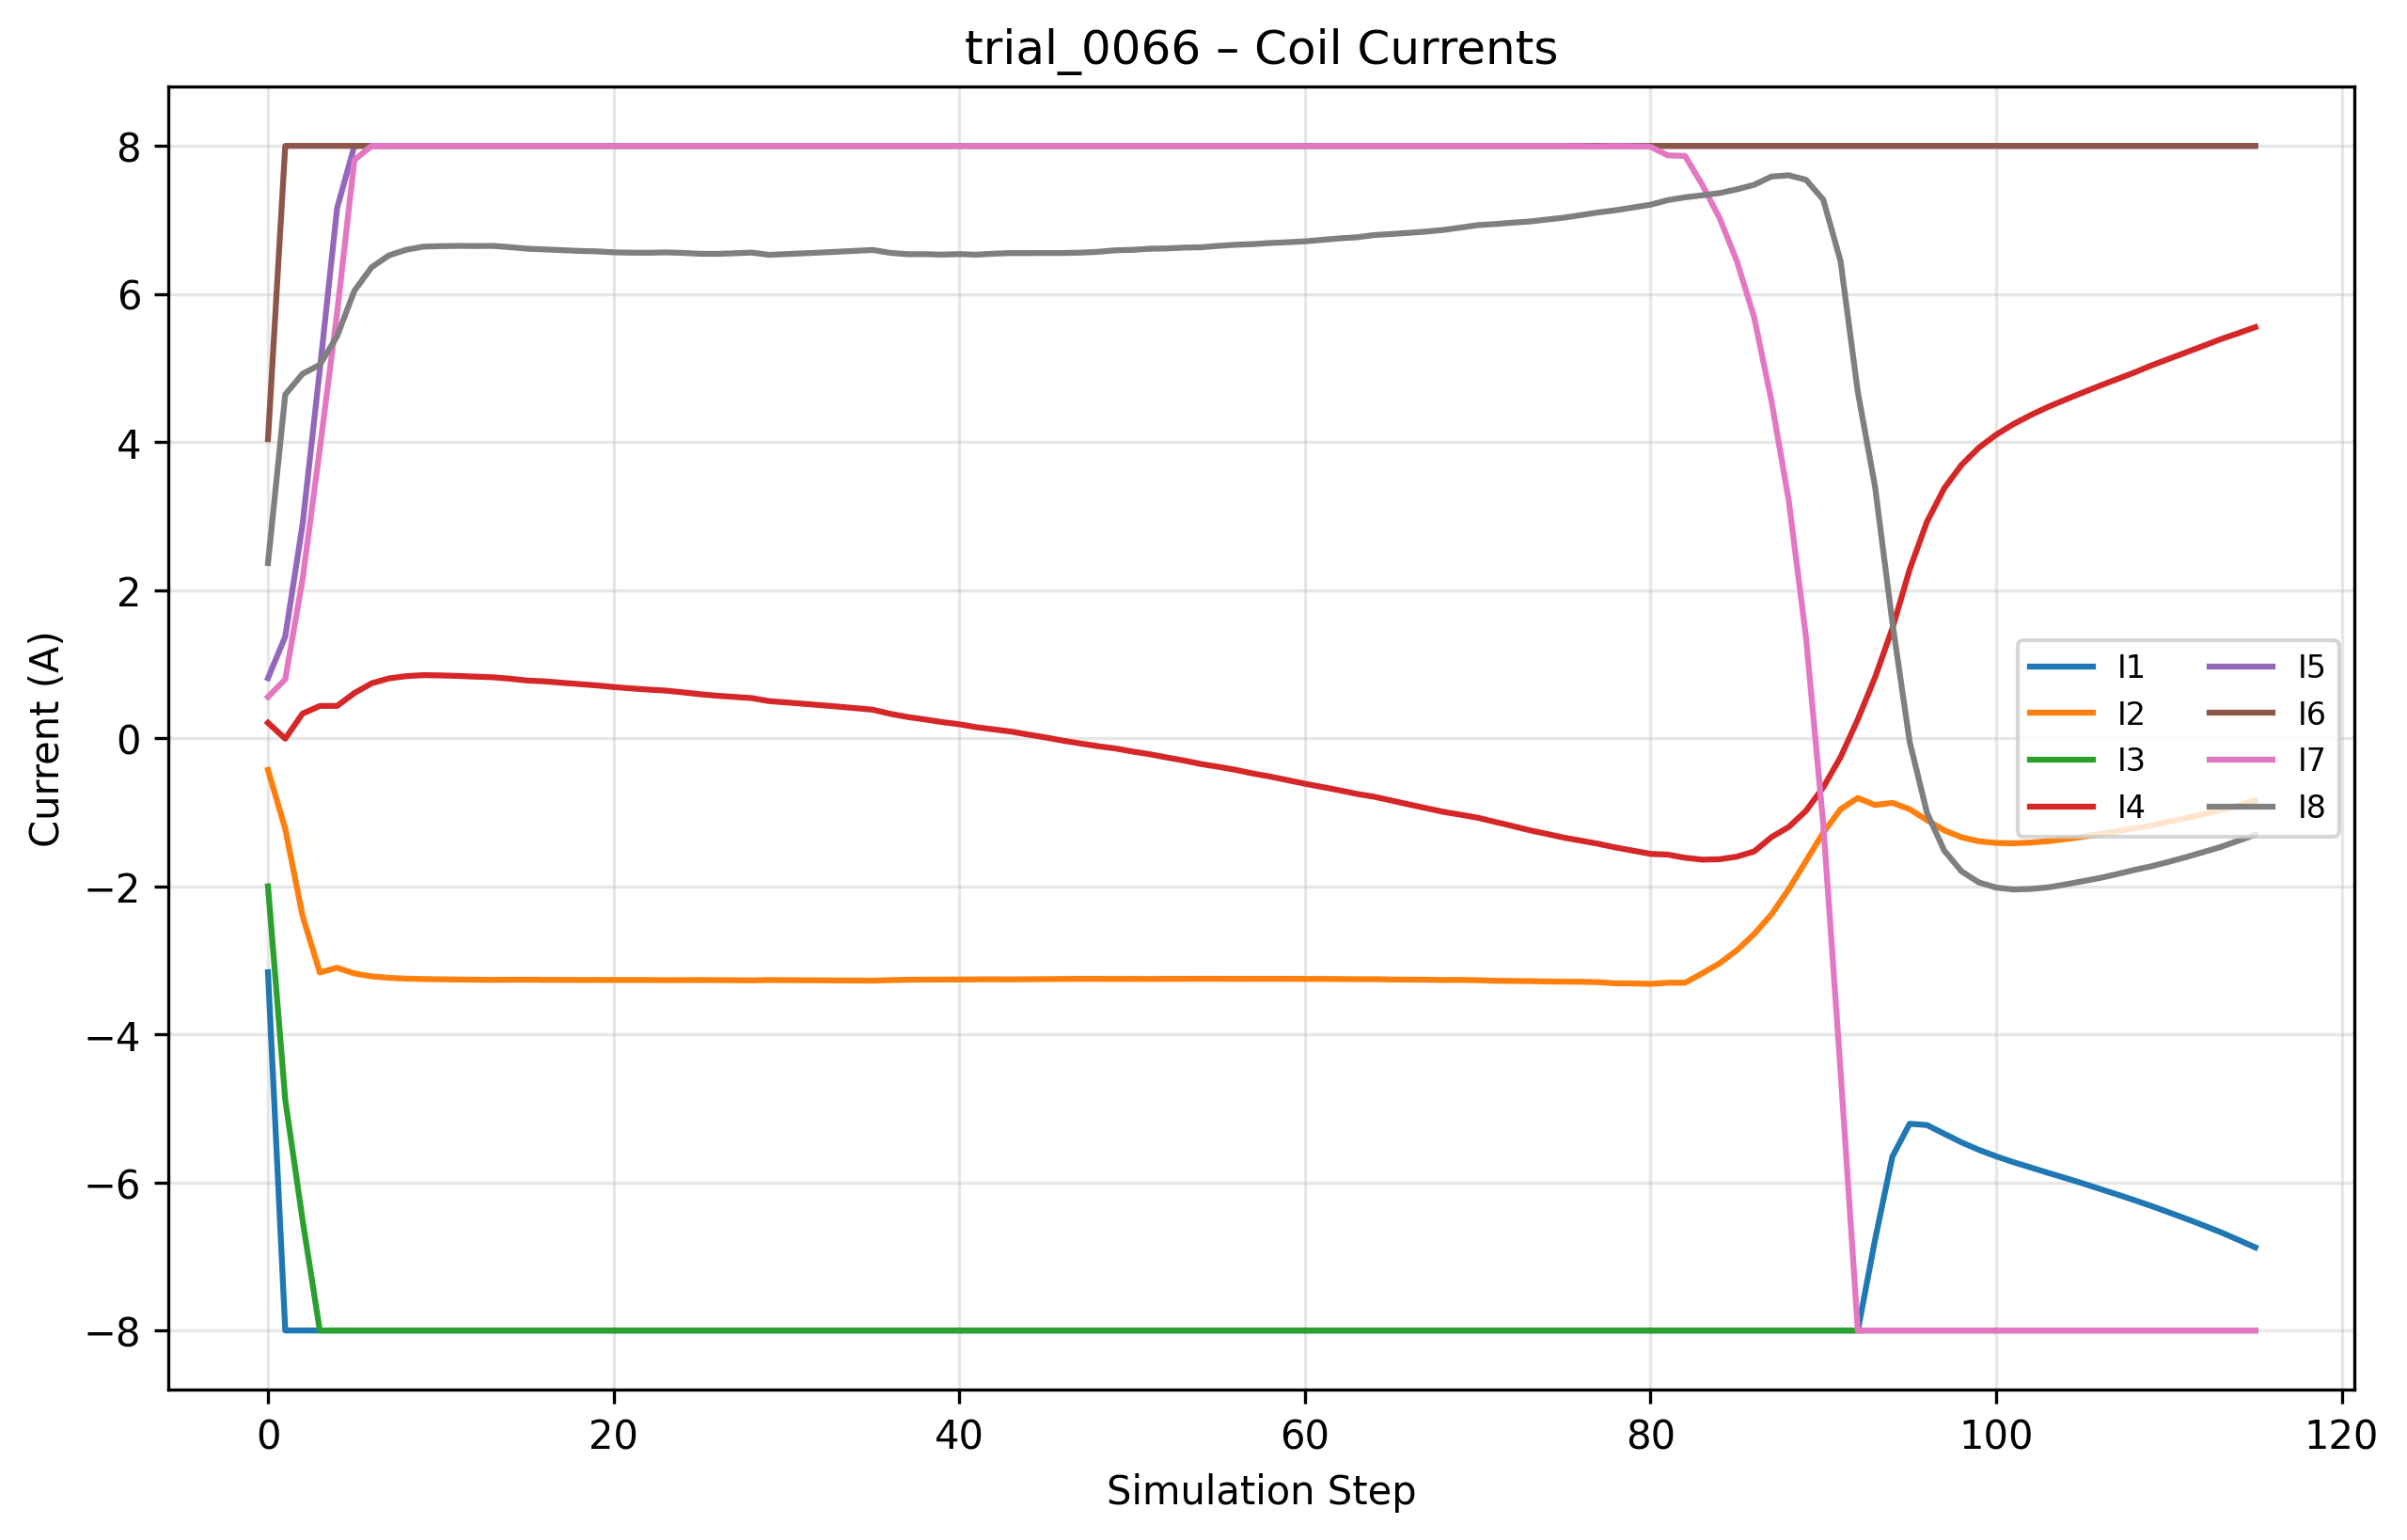 trial_0066 – Coil Currents
Current (A)
8
6
4
2
0
−2
−4
−6
−8
I1
I2
I3
I4
I5
I6
I7
I8
0
20
40
60
80
100
120
Simulation Step